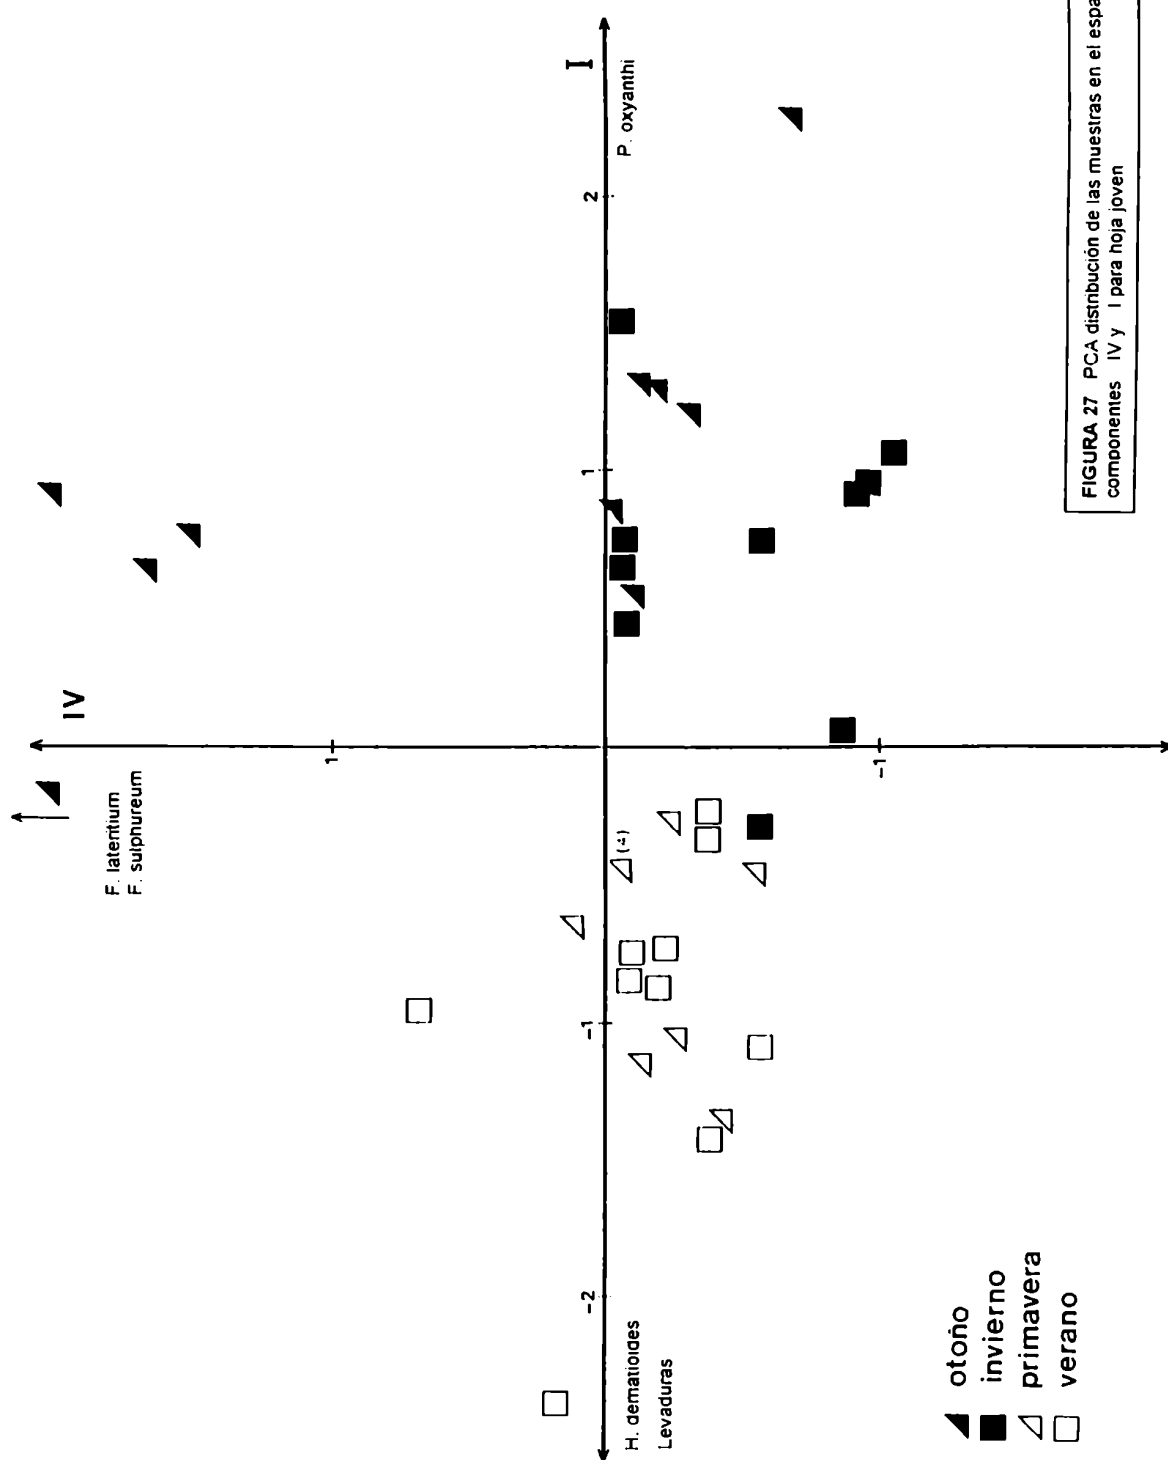 IV
F. lateritium
F. sulphureum
1
I
P. oxyanthi
2
1
-1
-2
-1
(4)
H. dematioides
Levaduras
otoño
invierno
primavera
verano
FIGURA 27 PCA distribución de las muestras en el espa
componentes IV y I para hoja joven